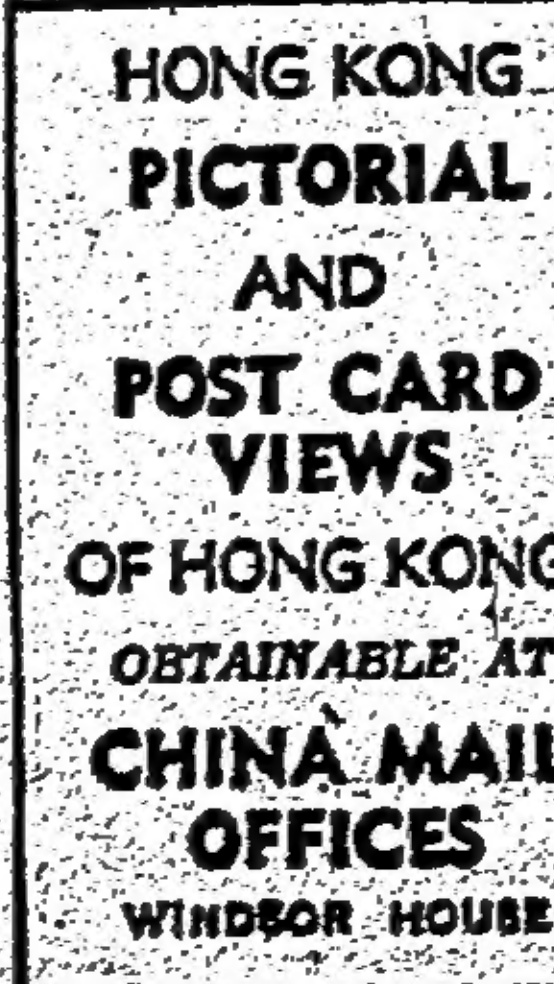 HONG KONG
PICTORIAL
AND
POST CARD
VIEWS
OF HONG KONG
OBTAINABLE AT
CHINA MAIL
OFFICES
WINDSOR HOUSE